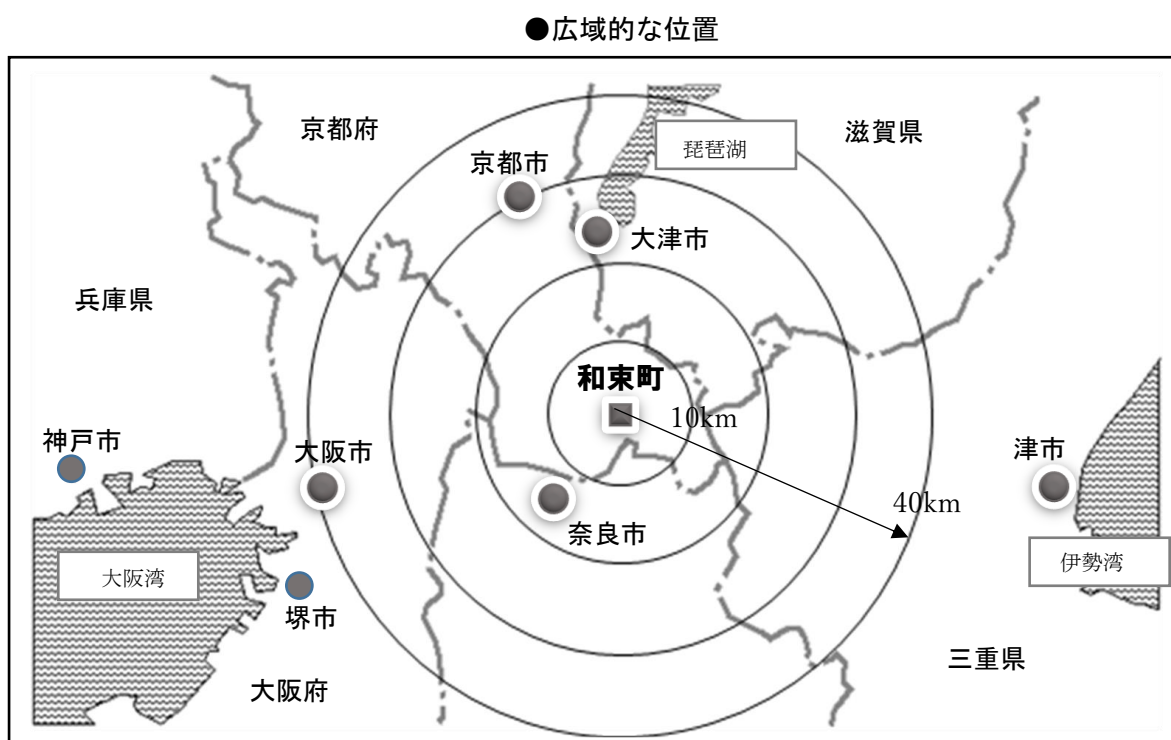 ●広域的な位置
京都府
滋賀県
琵琶湖
京都市
大津市
兵庫県
和束町
10km
神戸市
大阪市
津市
40km
奈良市
大阪湾
伊勢湾
堺市
三重県
大阪府